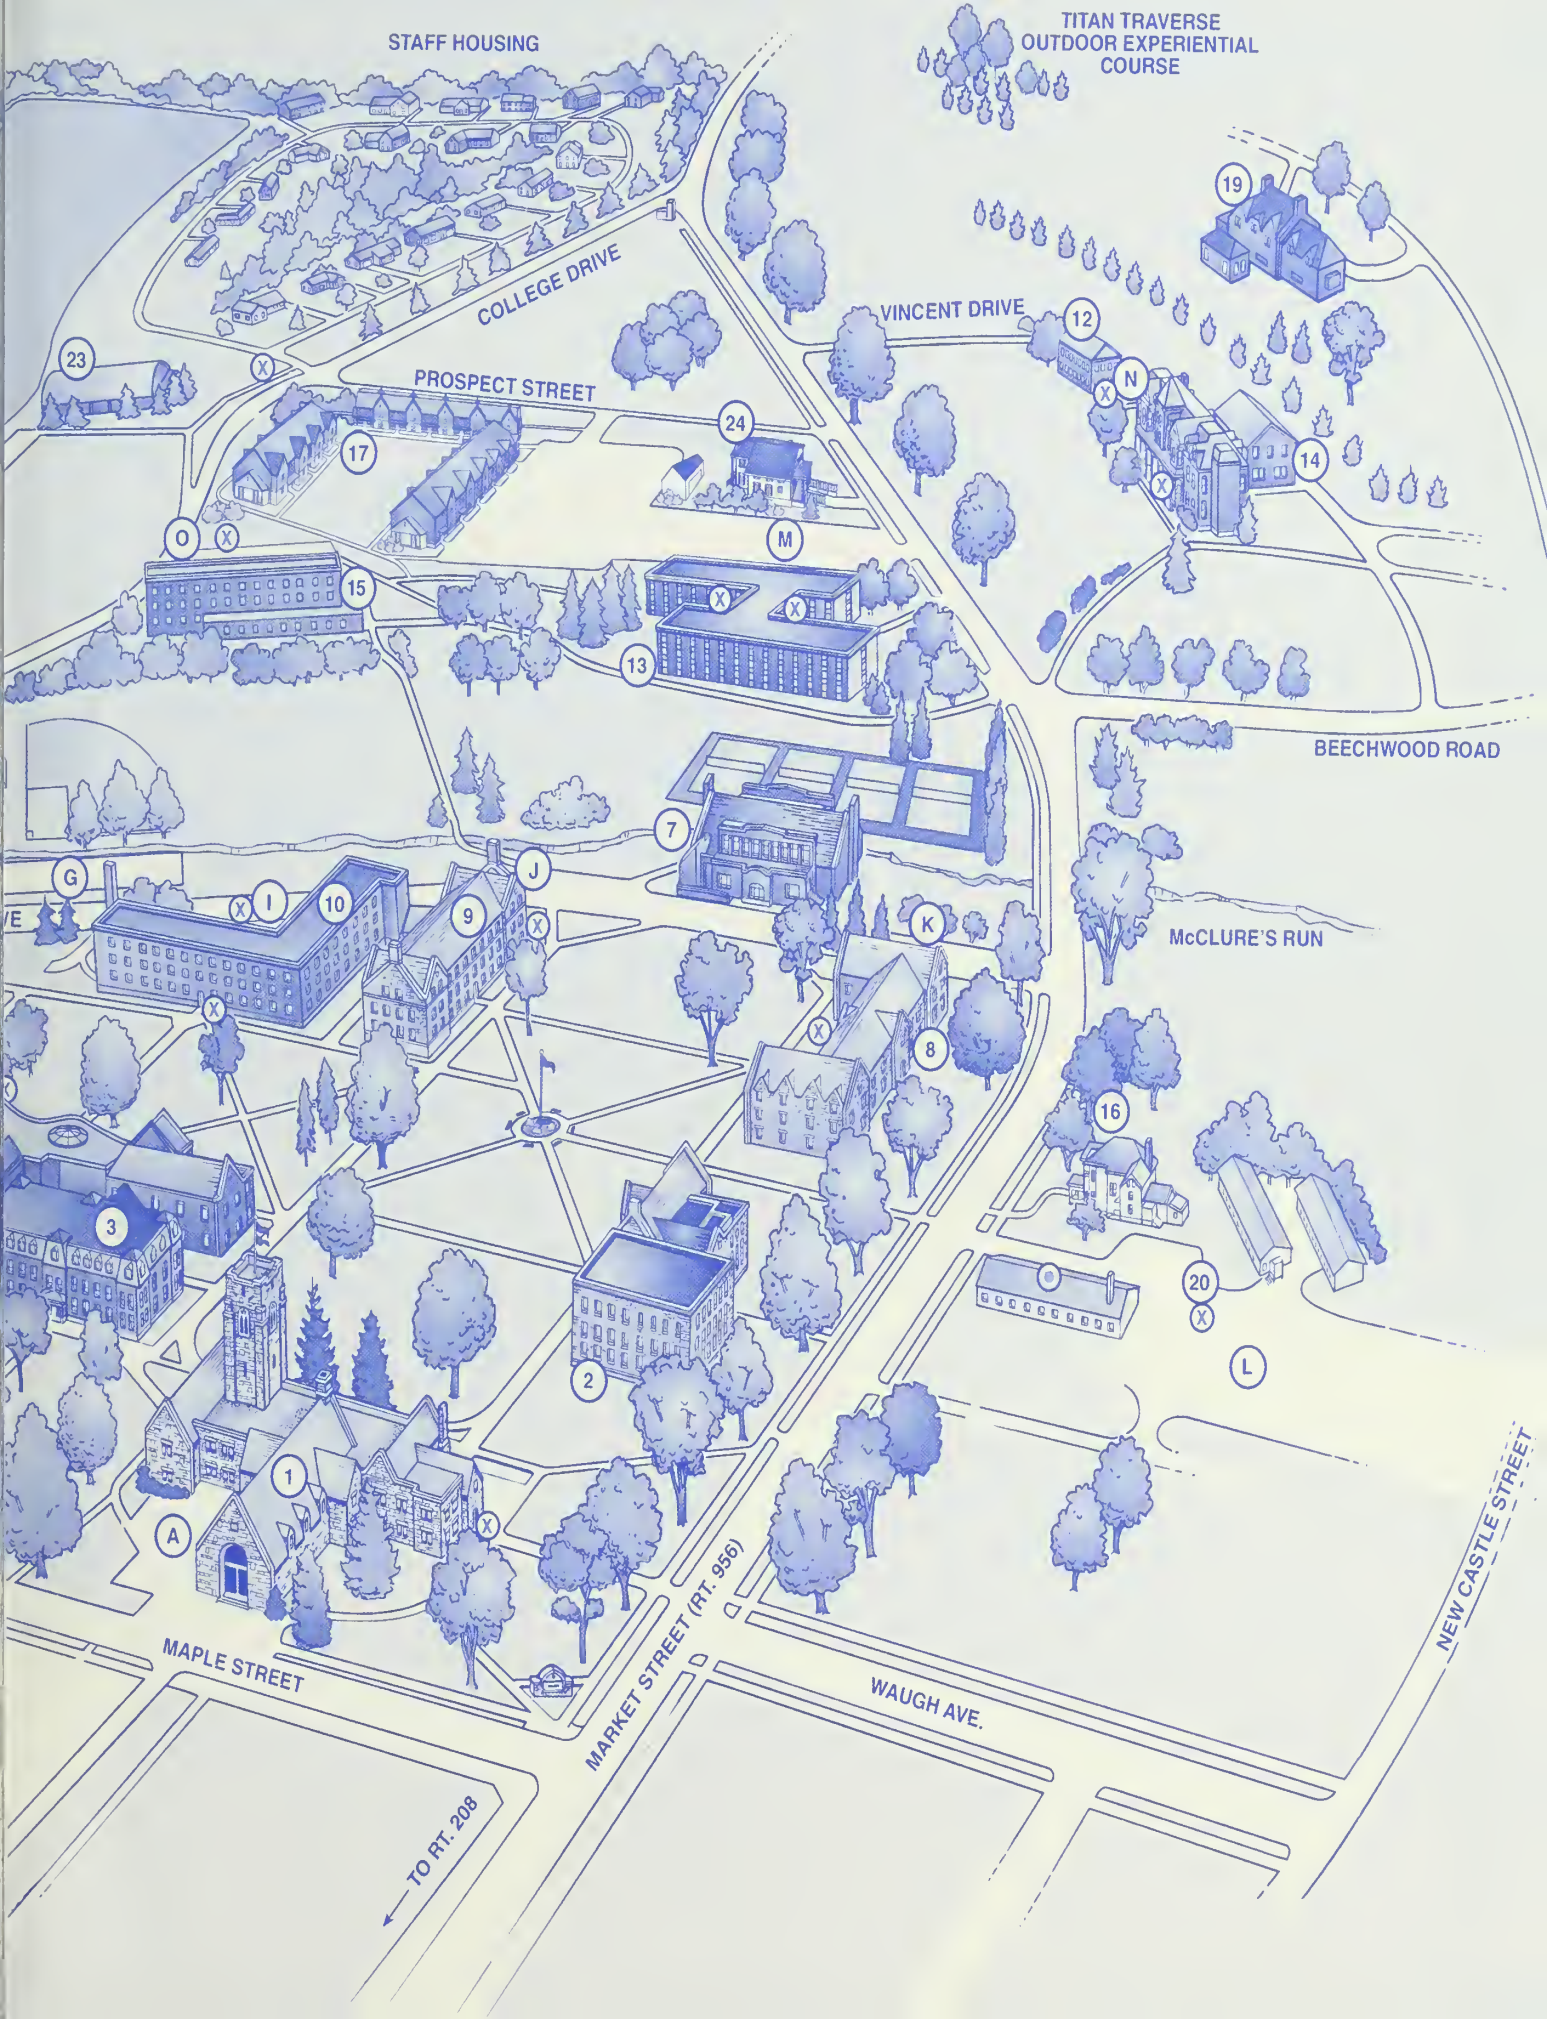 STAFF HOUSING
TITAN TRAVERSE
OUTDOOR EXPERIENTIAL
COURSE
19
COLLEGE DRIVE
VINCENT DRIVE
12
23
X
PROSPECT STREET
N
X
24
17
14
X
O
X
M
15
X
X
13
BEECHWOOD ROAD
7
G
J
I
10
X
9
VE
K
X
McCLURE'S RUN
X
X
8
X
16
3
20
X
L
2
1
A
X
NEW CASTLE STREET
MARKET STREET (RT. 956)
MAPLE STREET
WAUGH AVE.
TO RT. 208